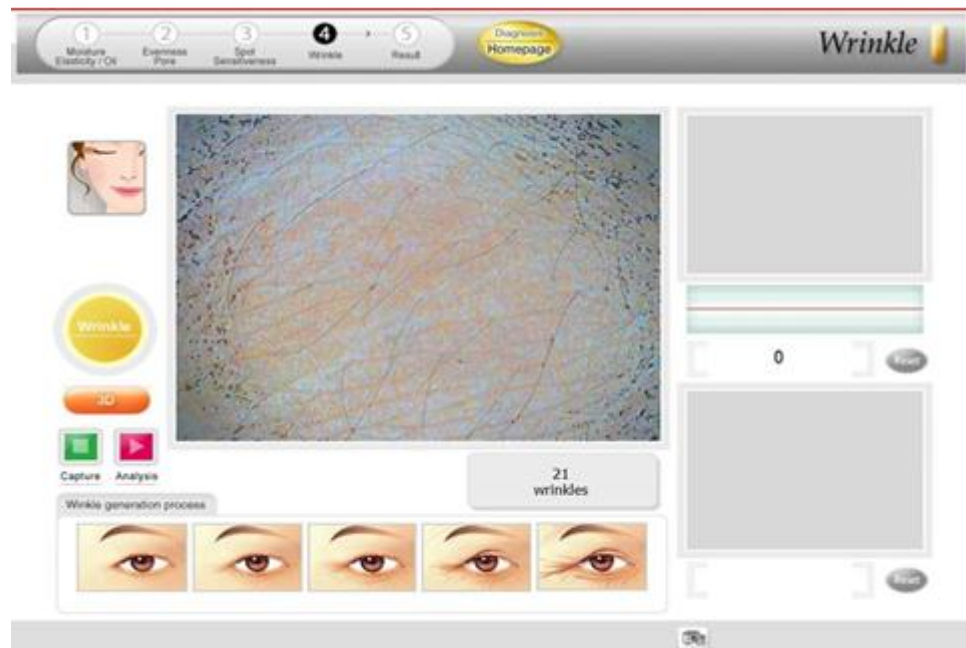 1
2
3
4
5
Moisture
Elasticity / Oil
Evenness
Pore
Spot
Sensitiveness
Wrinkle
Result
Diagnosis
Homepage
Wrinkle
Wrinkle
3D
Capture
Analysis
21
wrinkles
0
Reset
Winkle generation process
Reset